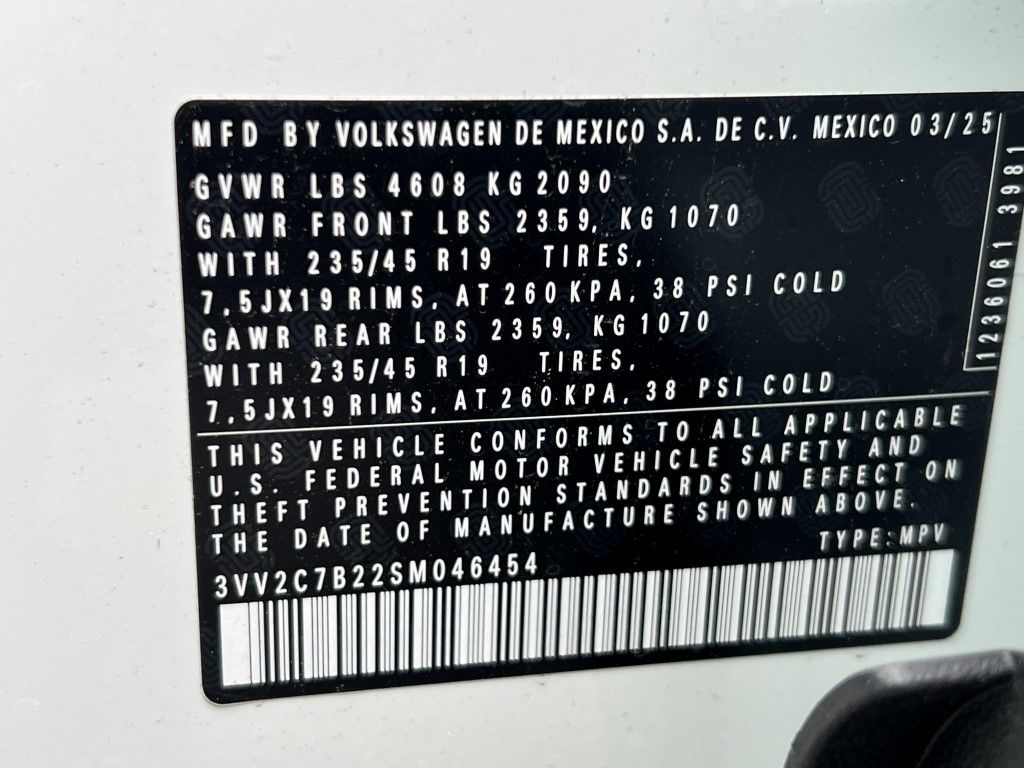 MFD BY VOLKSWAGEN DE MEXICO S.A. DE C.V. MEXICO 03/25
GVWR LBS 4608 KG 2090
GAWR FRONT LBS 2359, KG 1070
WITH 235/45 R19 TIRES,
7,5JX19 RIMS, AT 260 KPA, 38 PSI COLD
GAWR REAR LBS 2359, KG 1070
WITH 235/45 R19 TIRES,
7,5JX19 RIMS, AT 260 KPA, 38 PSI COLD
1236061 3981
THIS VEHICLE CONFORMS TO ALL APPLICABLE
U.S. FEDERAL MOTOR VEHICLE SAFETY AND
THEFT PREVENTION STANDARDS IN EFFECT ON
THE DATE OF MANUFACTURE SHOWN ABOVE.
TYPE: MPV
3VV2C7B22SM046454